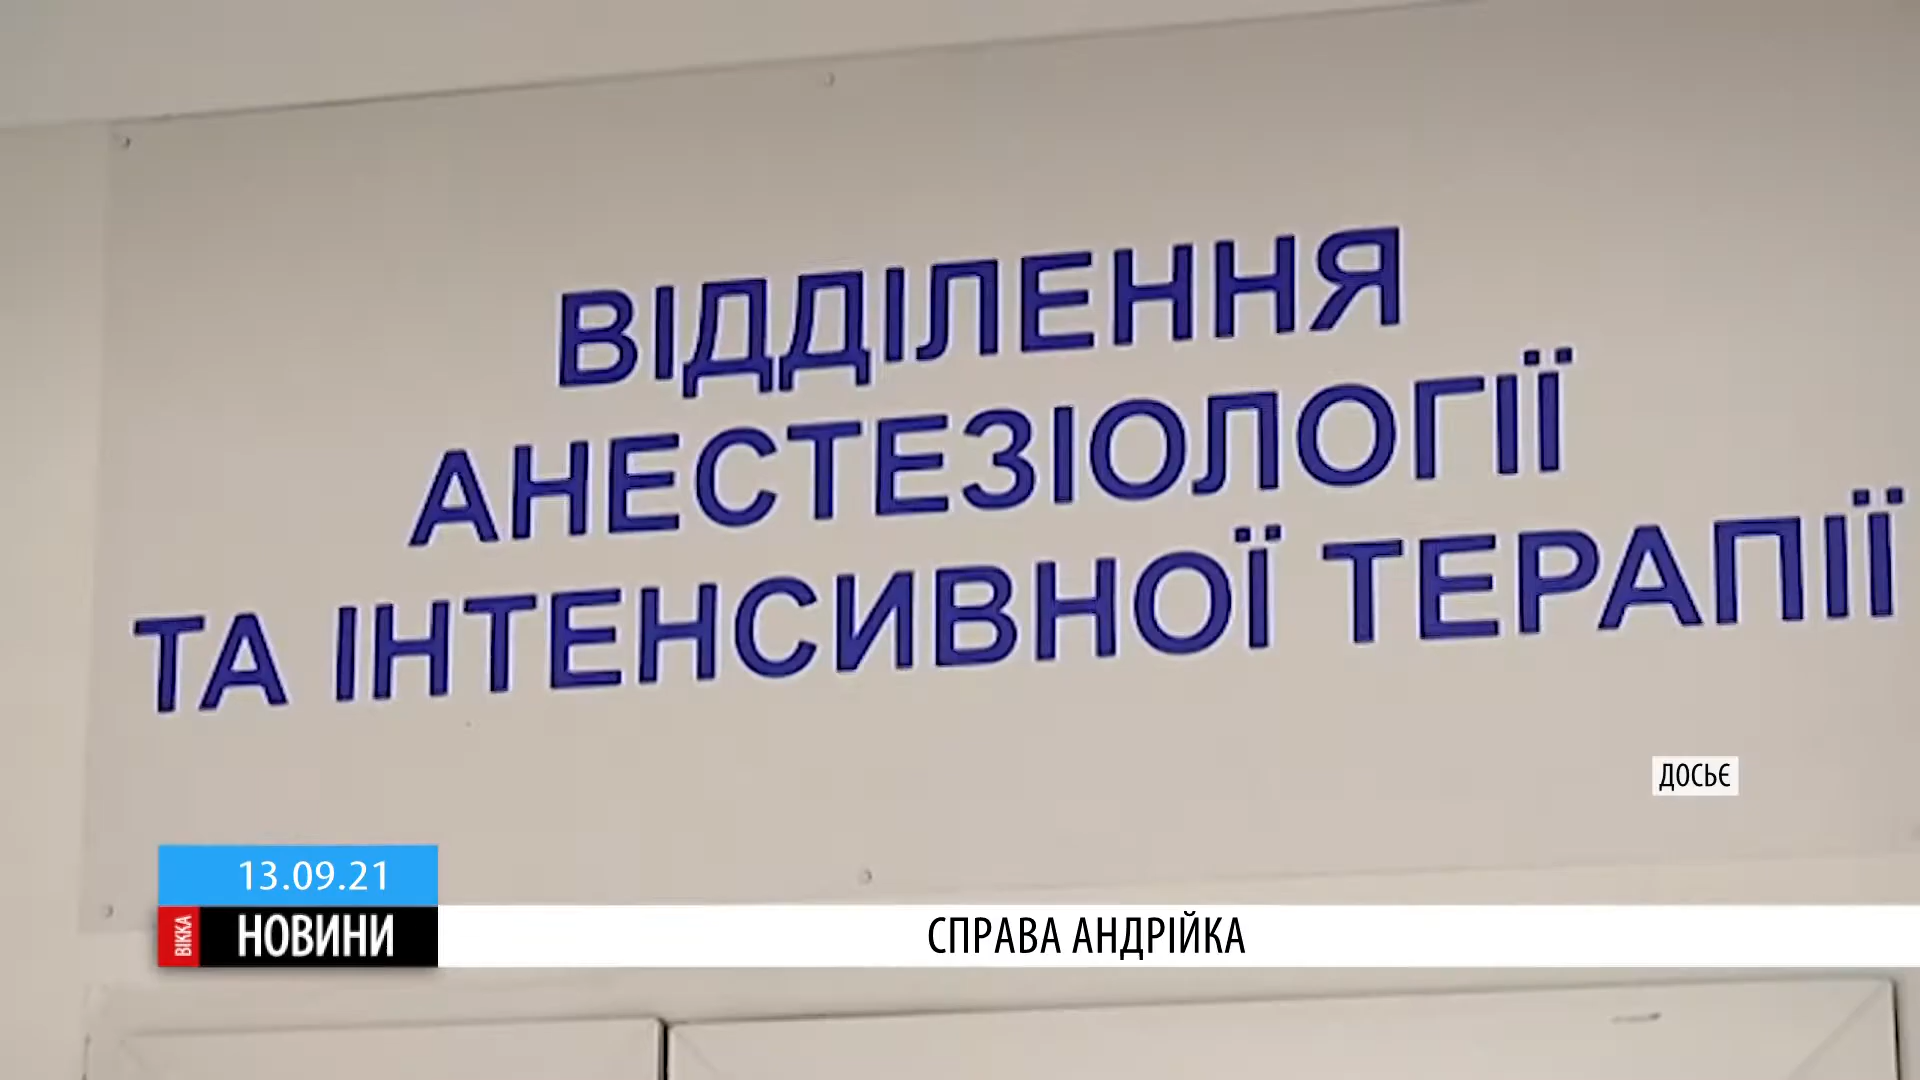 ВІДДІЛЕННЯ
АНЕСТЕЗІОЛОГІЇ
ТА ІНТЕНСИВНОЇ ТЕРАПІЇ
ДОСЬЄ
13.09.21
ВІККА
НОВИНИ
СПРАВА АНДРІЙКА